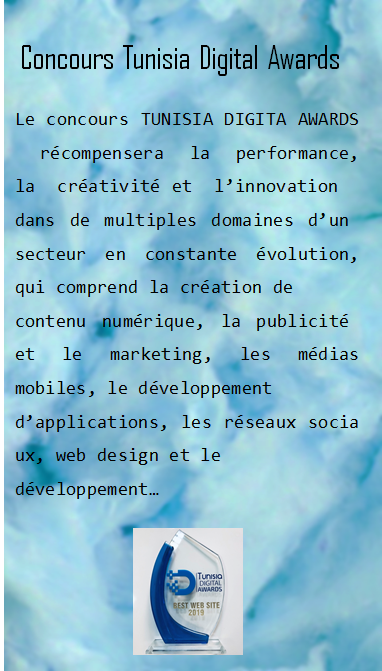 Concours Tunisia Digital Awards
Le concours TUNISIA DIGITA AWARDS
récompensera la performance,
la créativité et l’innovation
dans de multiples domaines d’un
secteur en constante évolution,
qui comprend la création de
contenu numérique, la publicité
et le marketing, les médias
mobiles, le développement
d’applications, les réseaux socia
ux, web design et le
développement…
Tunisia
DIGITAL
AWARDS
BEST WEB SITE
2019